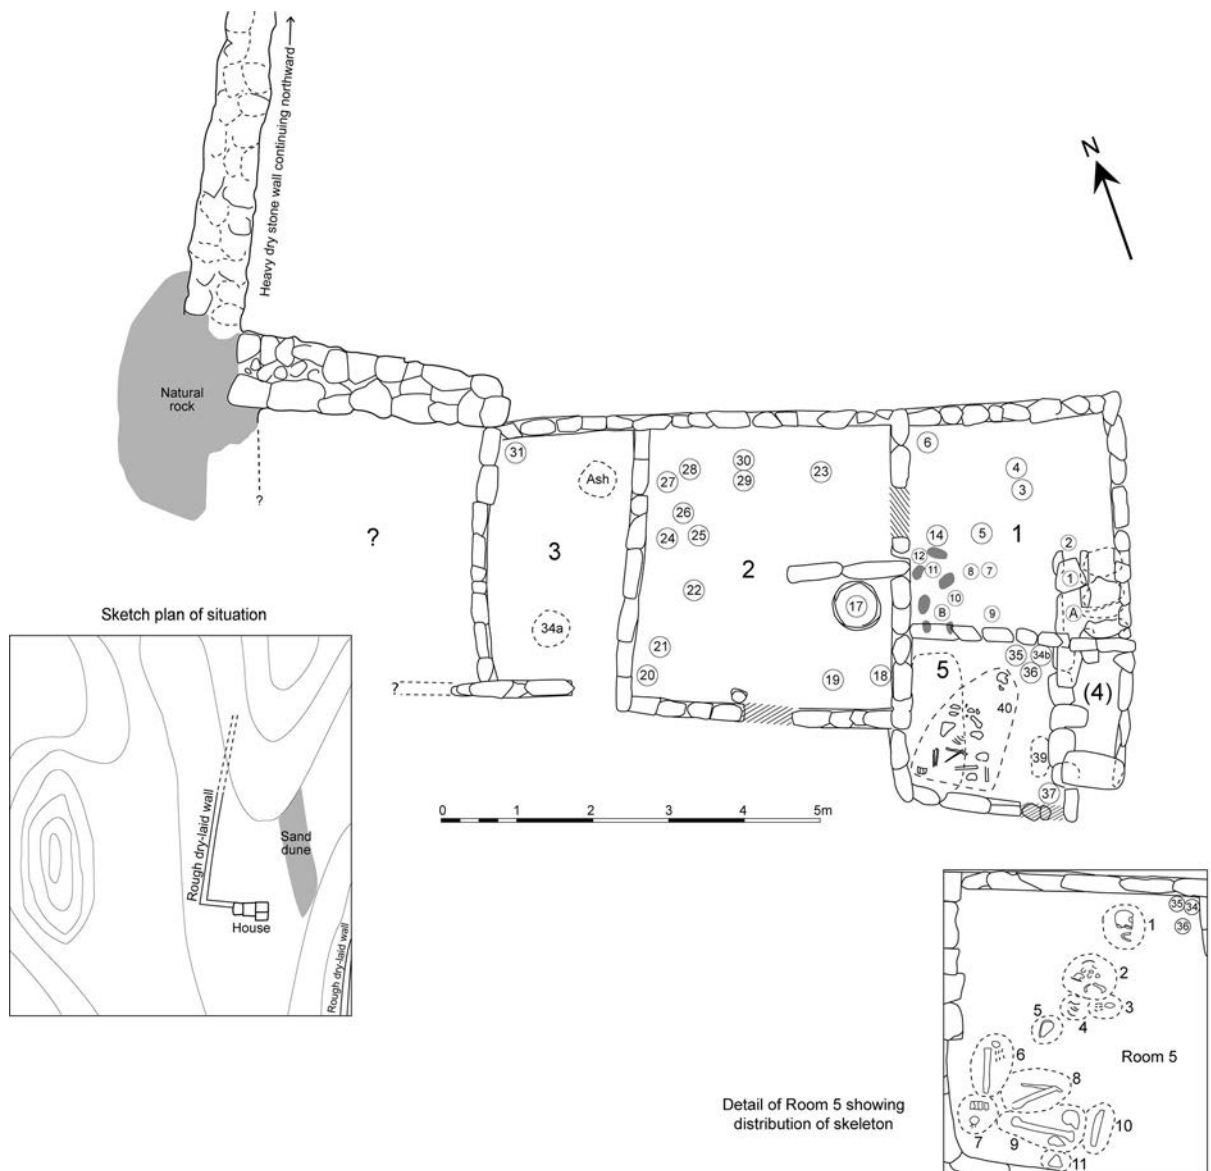 Heavy dry stone wall continuing northward
N
Natural
rock
?
?
?
31
Ash
3
34a
30
29
28
27
26
25
24
23
22
2
21
20
19
18
17
6
4
3
14
5
1
2
12
11
8
7
1
10
B
9
A
35
34b
36
5
40
(4)
39
37
0 1 2 3 4 5m
Sketch plan of situation
Rough dry-laid wall
Sand
dune
House
Rough dry-laid wall
35
34
36
1
2
3
4
5
6
Room 5
8
7
9
10
11
Detail of Room 5 showing
distribution of skeleton